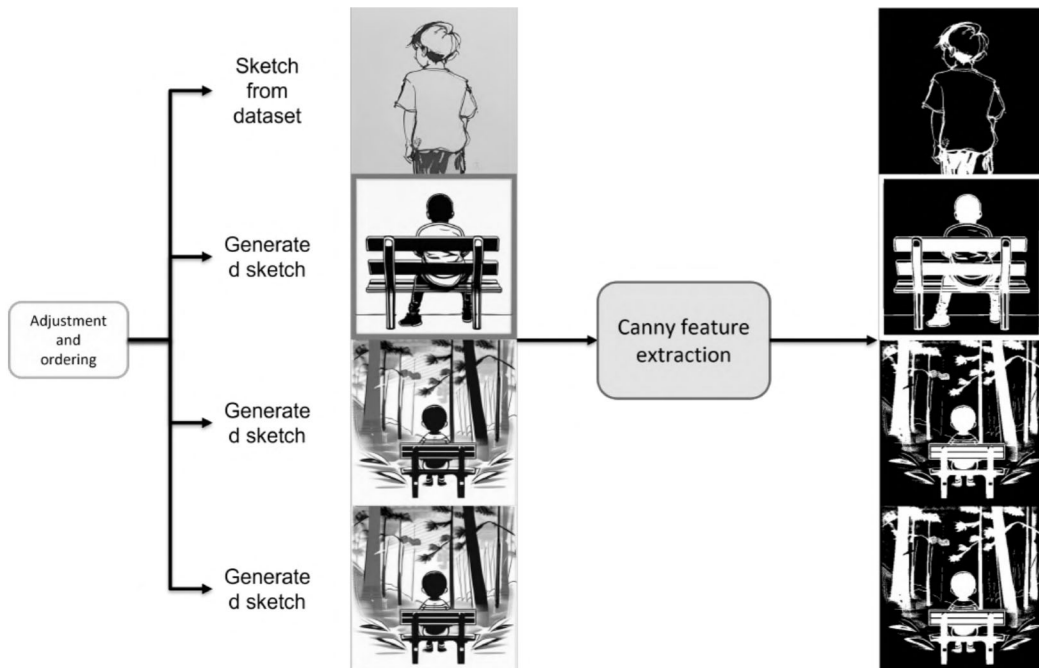 Sketch
from
dataset
Generate
d sketch
Adjustment
and
ordering
Canny feature
extraction
Generate
d sketch
Generate
d sketch